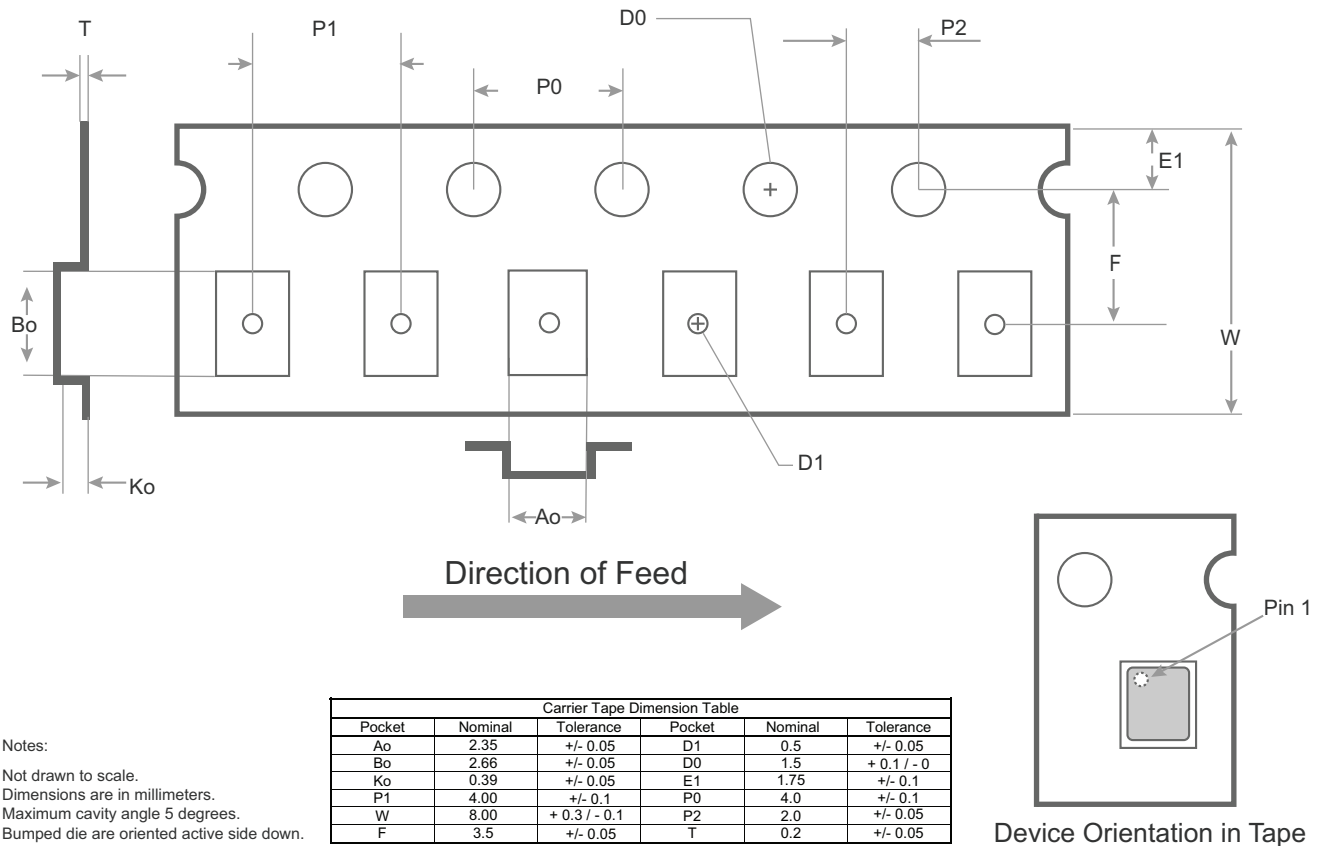 T
P1
D0
P2
P0
E1
F
Bo
W
D1
Ko
Ao
Direction of Feed
Pin 1
Carrier Tape Dimension Table
Pocket Nominal Tolerance Pocket Nominal Tolerance
Ao 2.35 +/- 0.05 D1 0.5 +/- 0.05
Bo 2.66 +/- 0.05 D0 1.5 + 0.1 / - 0
Ko 0.39 +/- 0.05 E1 1.75 +/- 0.1
P1 4.00 +/- 0.1 P0 4.0 +/- 0.1
W 8.00 + 0.3 / - 0.1 P2 2.0 +/- 0.05
F 3.5 +/- 0.05 T 0.2 +/- 0.05
Notes:
Not drawn to scale.
Dimensions are in millimeters.
Maximum cavity angle 5 degrees.
Bumped die are oriented active side down.
Device Orientation in Tape